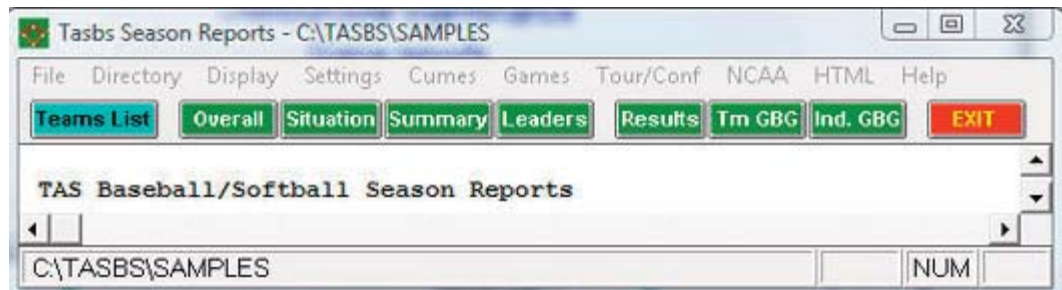 Tasbs Season Reports - C:\TASBS\SAMPLES
File Directory Display Settings Cumes Games Tour/Conf NCAA HTML Help
Teams List Overall Situation Summary Leaders Results Tm GBG Ind. GBG EXIT
TAS Baseball/Softball Season Reports
C:\TASBS\SAMPLES NUM